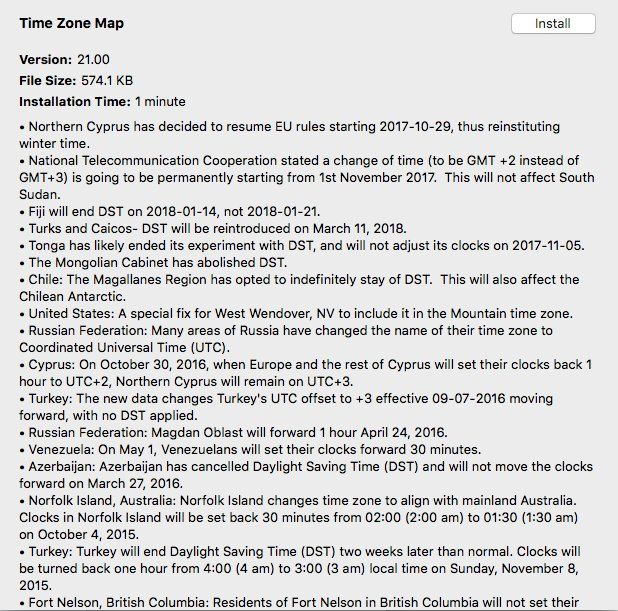 Time Zone Map
Install
Version: 21.00
File Size: 574.1 KB
Installation Time: 1 minute
• Northern Cyprus has decided to resume EU rules starting 2017-10-29, thus reinstituting
winter time.
• National Telecommunication Cooperation stated a change of time (to be GMT +2 instead of
GMT+3) is going to be permanently starting from 1st November 2017.  This will not affect South
Sudan.
• Fiji will end DST on 2018-01-14, not 2018-01-21.
• Turks and Caicos- DST will be reintroduced on March 11, 2018.
• Tonga has likely ended its experiment with DST, and will not adjust its clocks on 2017-11-05.
• The Mongolian Cabinet has abolished DST.
• Chile: The Magallanes Region has opted to indefinitely stay of DST.  This will also affect the
Chilean Antarctic.
• United States: A special fix for West Wendover, NV to include it in the Mountain time zone.
• Russian Federation: Many areas of Russia have changed the name of their time zone to
Coordinated Universal Time (UTC).
• Cyprus: On October 30, 2016, when Europe and the rest of Cyprus will set their clocks back 1
hour to UTC+2, Northern Cyprus will remain on UTC+3.
• Turkey: The new data changes Turkey's UTC offset to +3 effective 09-07-2016 moving
forward, with no DST applied.
• Russian Federation: Magdan Oblast will forward 1 hour April 24, 2016.
• Venezuela: On May 1, Venezuelans will set their clocks forward 30 minutes.
• Azerbaijan: Azerbaijan has cancelled Daylight Saving Time (DST) and will not move the clocks
forward on March 27, 2016.
• Norfolk Island, Australia: Norfolk Island changes time zone to align with mainland Australia.
Clocks in Norfolk Island will be set back 30 minutes from 02:00 (2:00 am) to 01:30 (1:30 am)
on October 4, 2015.
• Turkey: Turkey will end Daylight Saving Time (DST) two weeks later than normal. Clocks will
be turned back one hour from 4:00 (4 am) to 3:00 (3 am) local time on Sunday, November 8,
2015.
• Fort Nelson, British Columbia: Residents of Fort Nelson in British Columbia will not set their